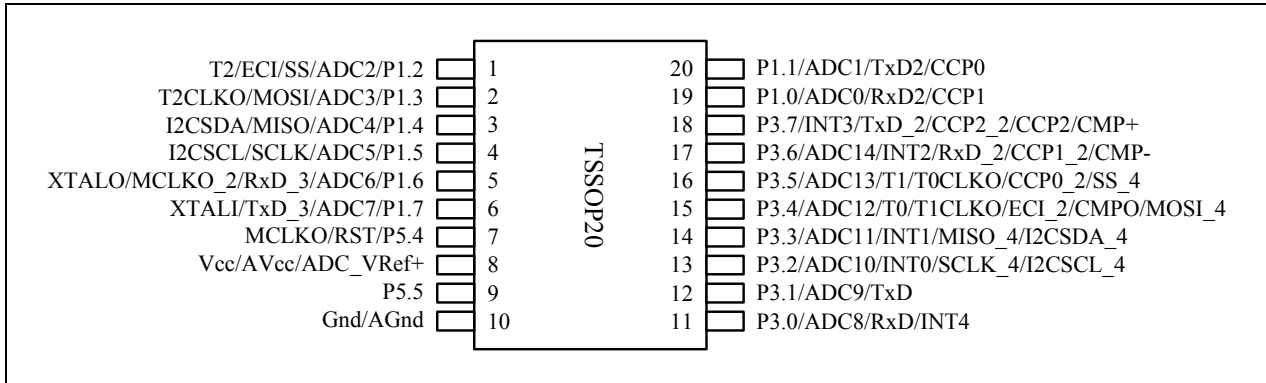 T2/ECI/SS/ADC2/P1.2 1 20 P1.1/ADC1/TxD2/CCP0
T2CLKO/MOSI/ADC3/P1.3 2 19 P1.0/ADC0/RxD2/CCP1
I2CSDA/MISO/ADC4/P1.4 3 18 P3.7/INT3/TxD_2/CCP2_2/CCP2/CMP+
I2CSCL/SCLK/ADC5/P1.5 4 17 P3.6/ADC14/INT2/RxD_2/CCP1_2/CMP-
XTALO/MCLKO_2/RxD_3/ADC6/P1.6 5 16 P3.5/ADC13/T1/T0CLKO/CCP0_2/SS_4
XTALI/TxD_3/ADC7/P1.7 6 15 P3.4/ADC12/T0/T1CLKO/ECI_2/CMPO/MOSI_4
MCLKO/RST/P5.4 7 14 P3.3/ADC11/INT1/MISO_4/I2CSDA_4
Vcc/AVcc/ADC_VRef+ 8 13 P3.2/ADC10/INT0/SCLK_4/I2CSCL_4
P5.5 9 12 P3.1/ADC9/TxD
Gnd/AGnd 10 11 P3.0/ADC8/RxD/INT4
TSSOP20